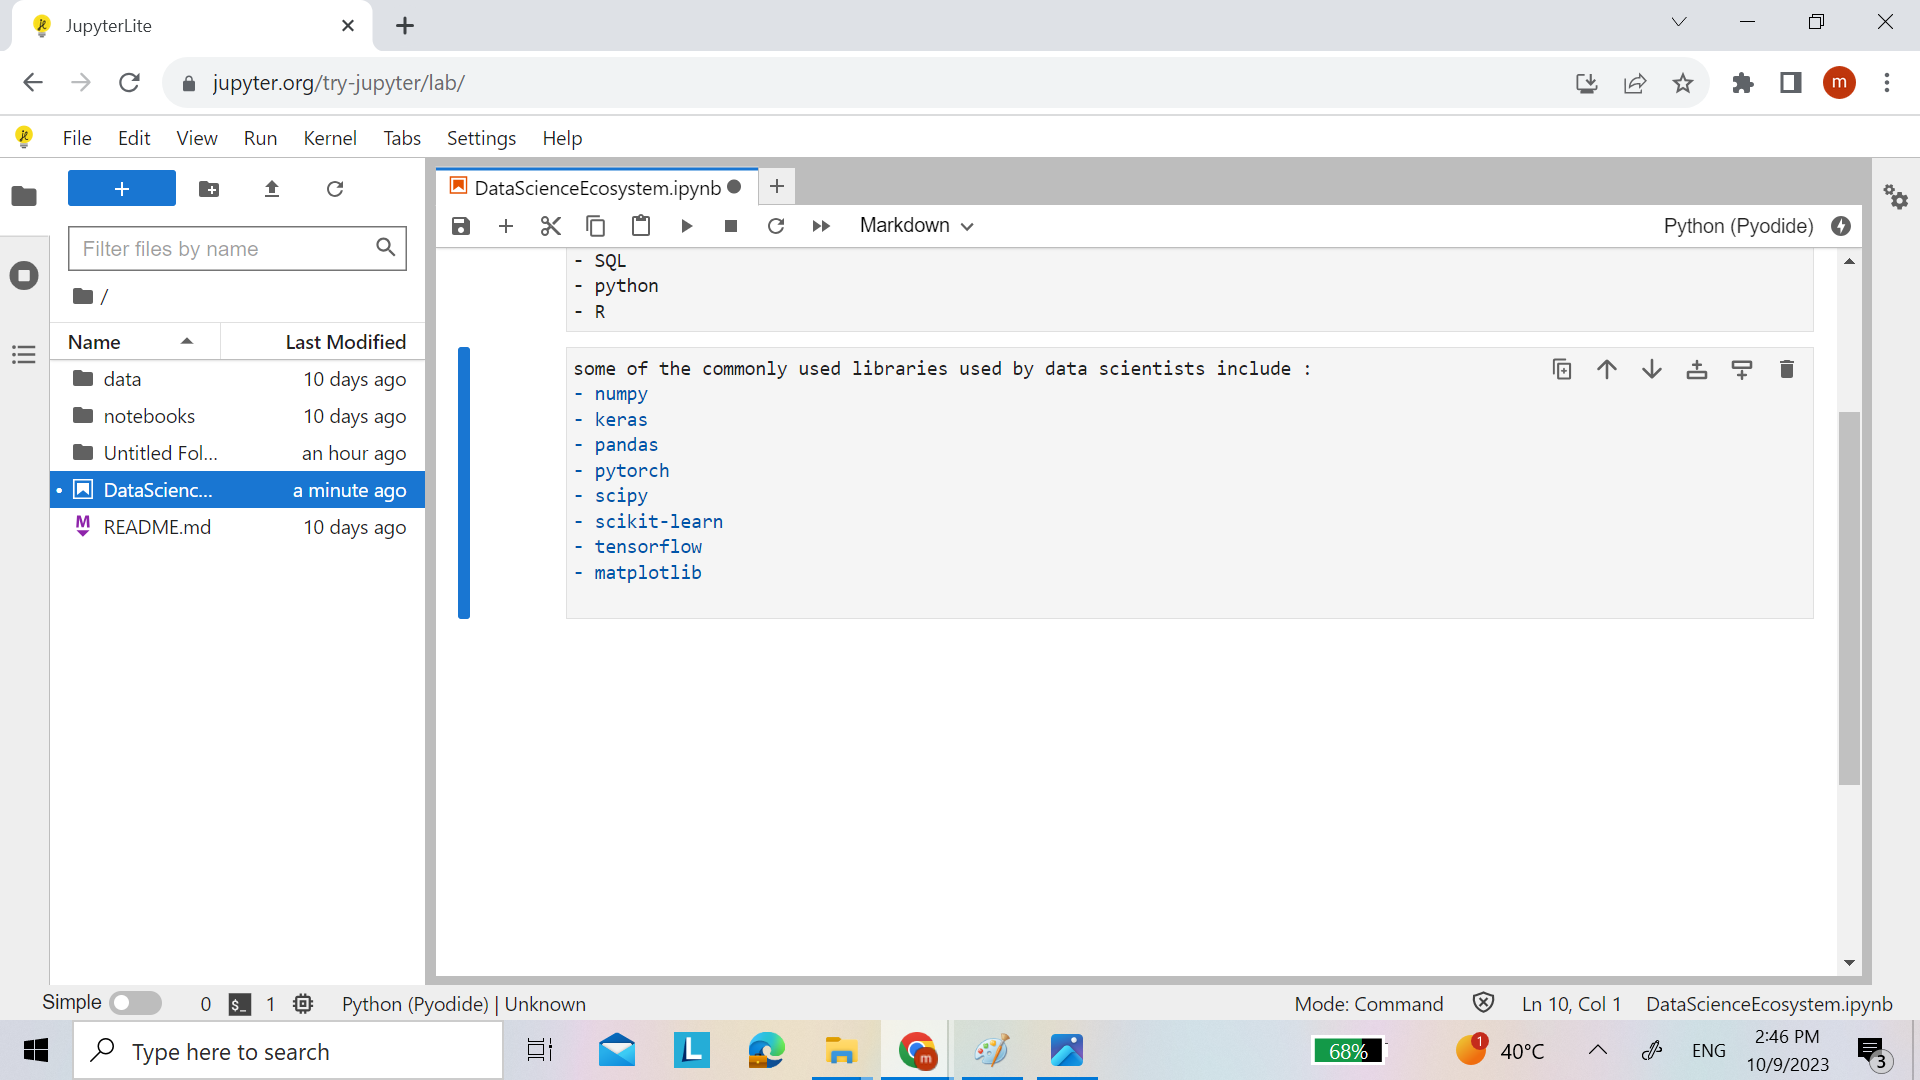 JupyterLite
jupyter.org/try-jupyter/lab/
m
File Edit View Run Kernel Tabs Settings Help
DataScienceEcosystem.ipynb
Markdown
Python (Pyodide)
Filter files by name
/
Name Last Modified
data 10 days ago
notebooks 10 days ago
Untitled Fol... an hour ago
DataScienc... a minute ago
README.md 10 days ago
- SQL
- python
- R
some of the commonly used libraries used by data scientists include :
- numpy
- keras
- pandas
- pytorch
- scipy
- scikit-learn
- tensorflow
- matplotlib
Simple 0 $_ 1 Python (Pyodide) | Unknown
Mode: Command Ln 10, Col 1 DataScienceEcosystem.ipynb
Type here to search
L
m
68%
1
40°C
ENG
2:46 PM
10/9/2023
3